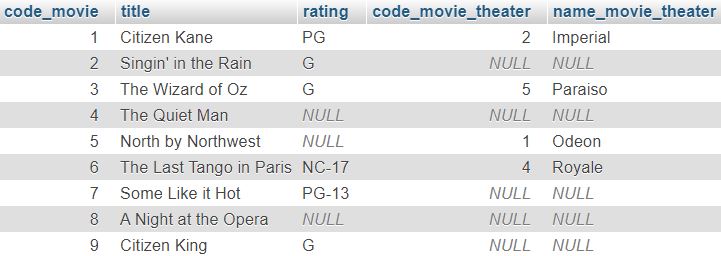 code_movie title rating code_movie_theater name_movie_theater
1 Citizen Kane PG 2 Imperial
2 Singin' in the Rain G NULL NULL
3 The Wizard of Oz G 5 Paraiso
4 The Quiet Man NULL NULL NULL
5 North by Northwest NULL 1 Odeon
6 The Last Tango in Paris NC-17 4 Royale
7 Some Like it Hot PG-13 NULL NULL
8 A Night at the Opera NULL NULL NULL
9 Citizen King G NULL NULL